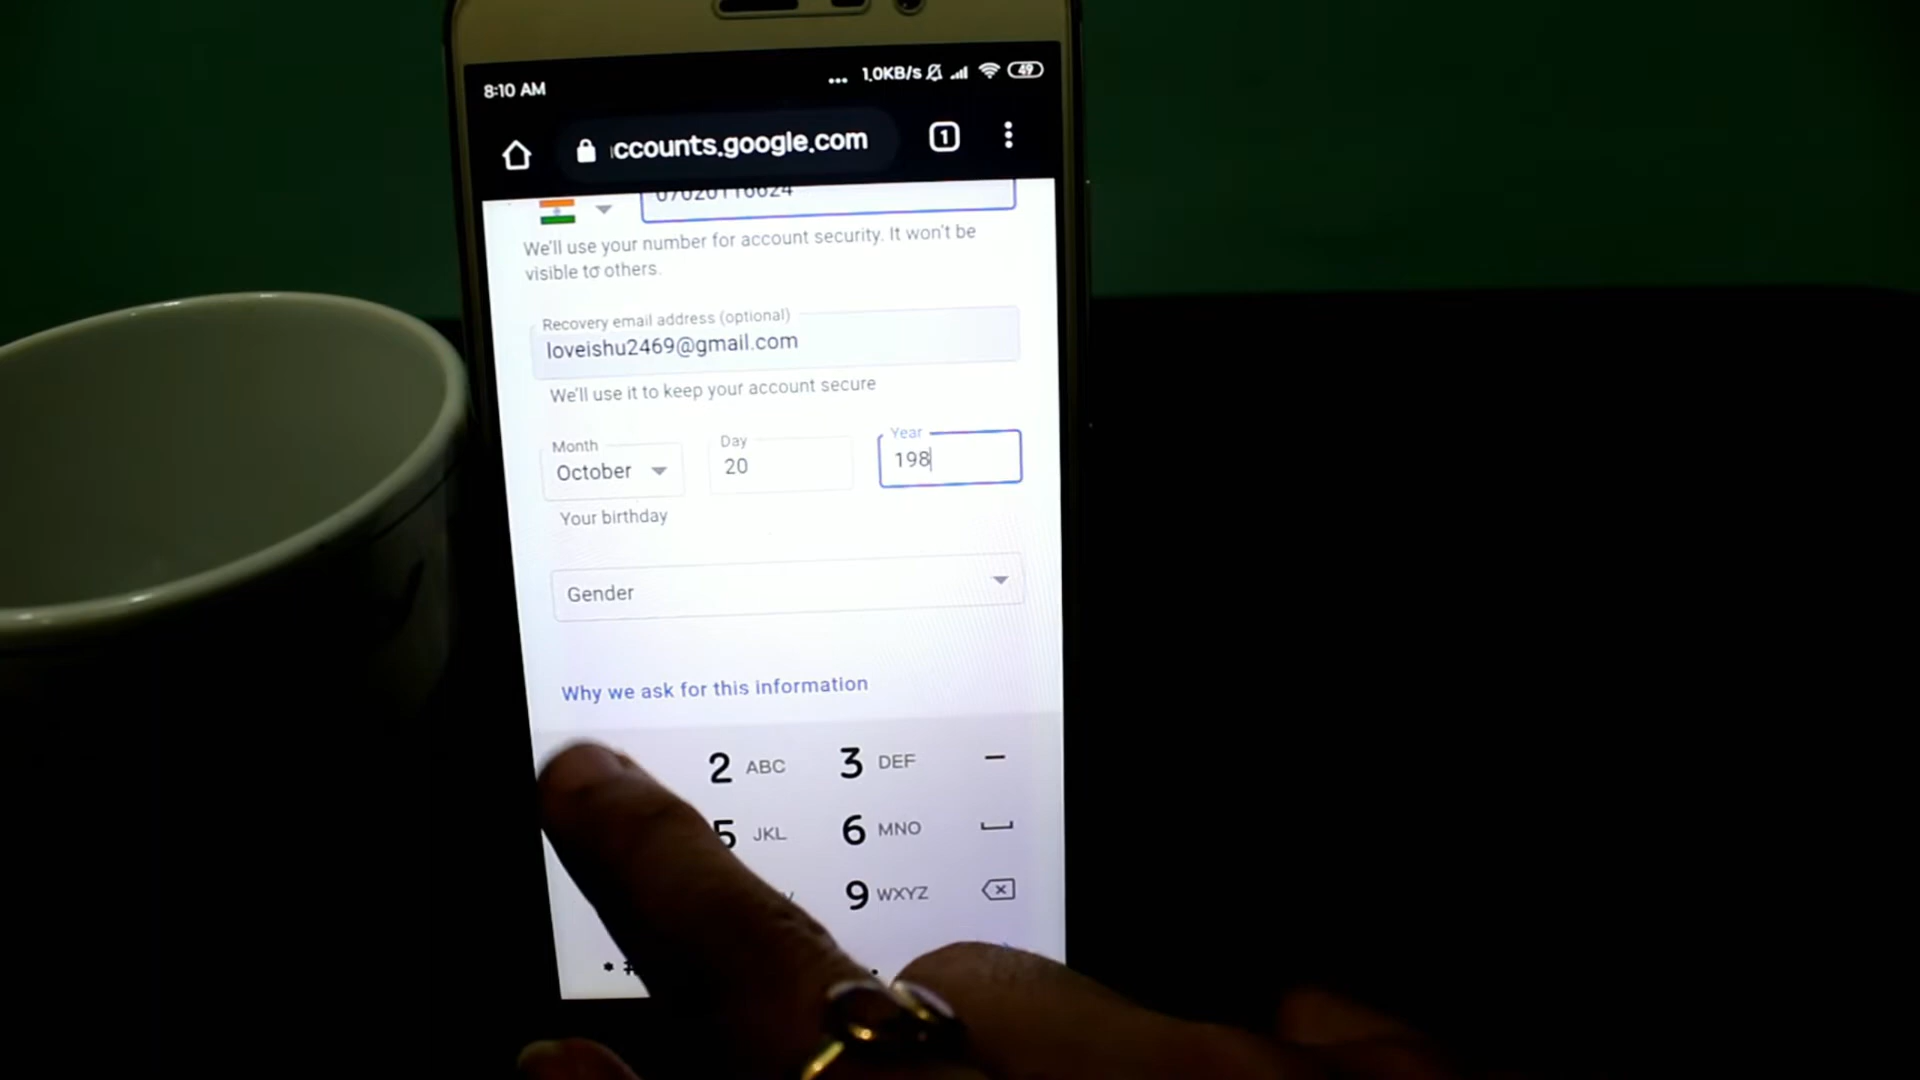 8:10 AM
... 1.0KB/s 49
ccounts.google.com 1
We'll use your number for account security. It won't be
visible to others.
Recovery email address (optional)
loveishu2469@gmail.com
We'll use it to keep your account secure
Month Day Year
October 20 198
Your birthday
Gender
Why we ask for this information
2 ABC 3 DEF −
5 JKL 6 MNO
9 WXYZ